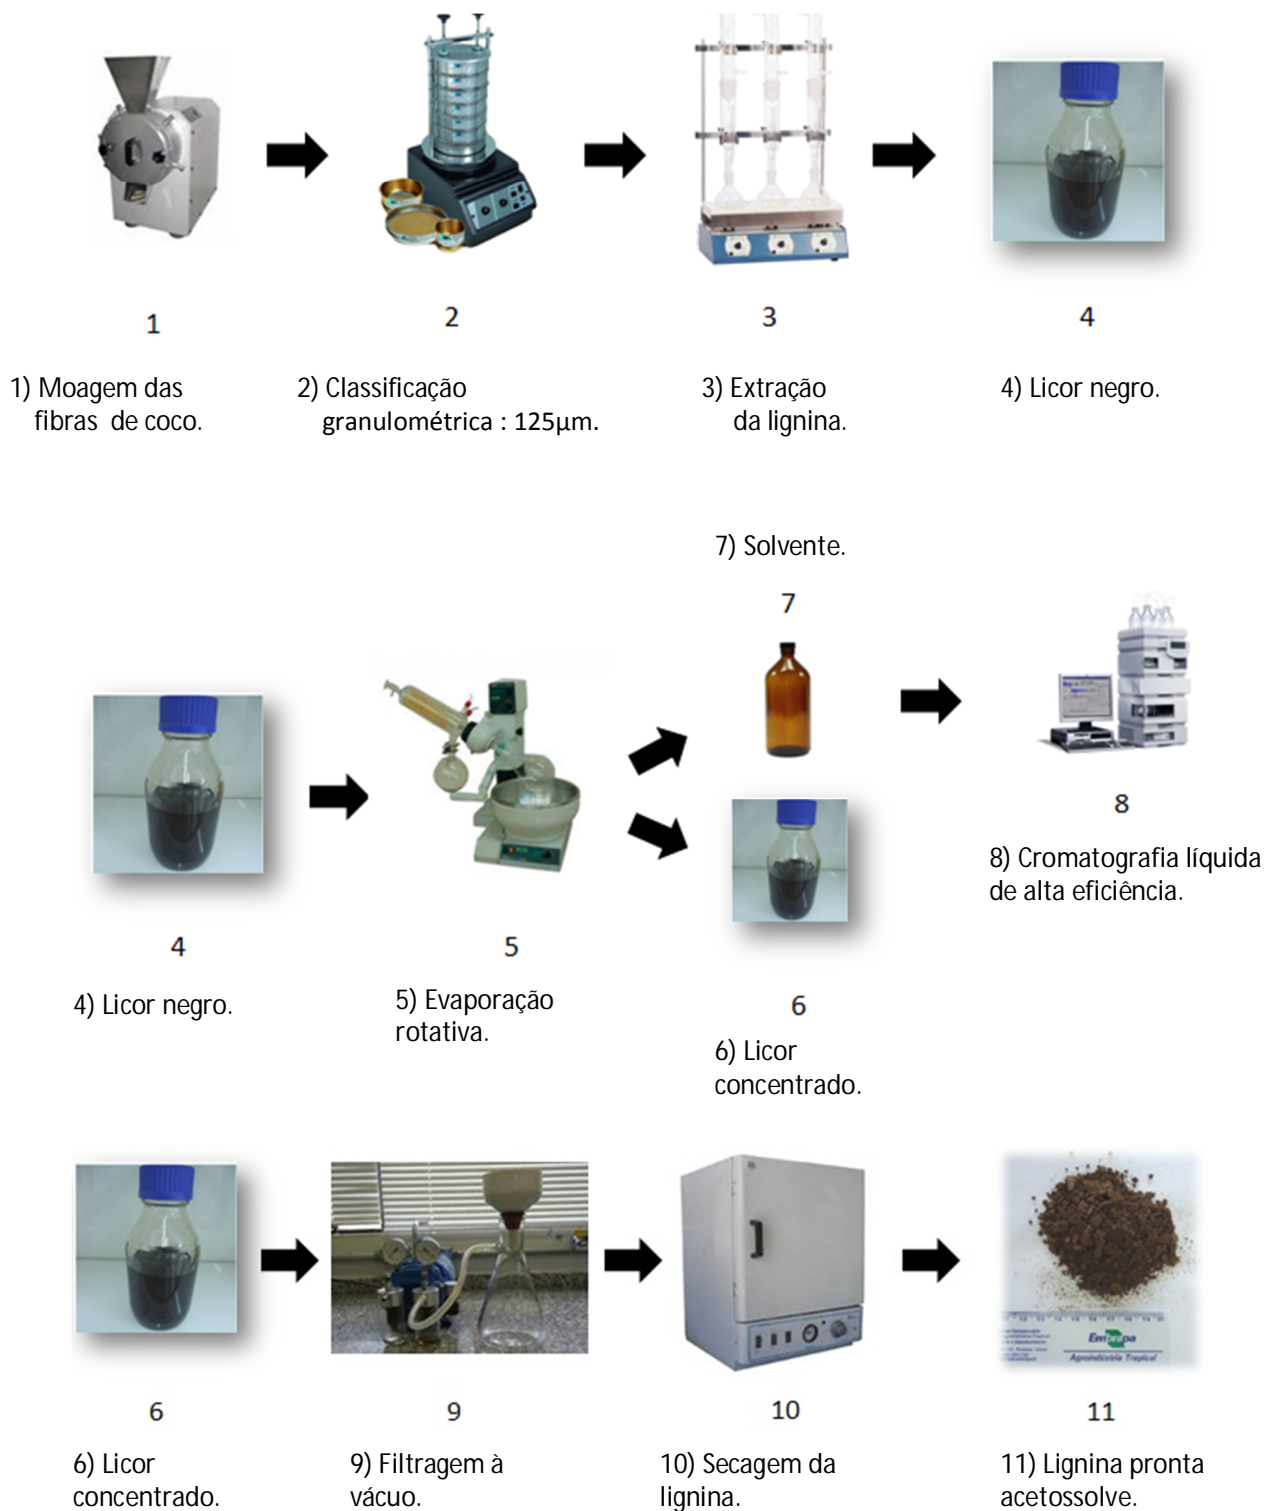 1
2
3
4
1) Moagem das
fibras de coco.
2) Classificação
granulométrica : 125µm.
3) Extração
da lignina.
4) Licor negro.
7) Solvente.
7
8
8) Cromatografia líquida
de alta eficiência.
4
4) Licor negro.
5
5) Evaporação
rotativa.
6
6) Licor
concentrado.
Embrapa
Agroindústria Tropical
6
9
10
11
6) Licor
concentrado.
9) Filtragem à
vácuo.
10) Secagem da
lignina.
11) Lignina pronta
acetossolve.